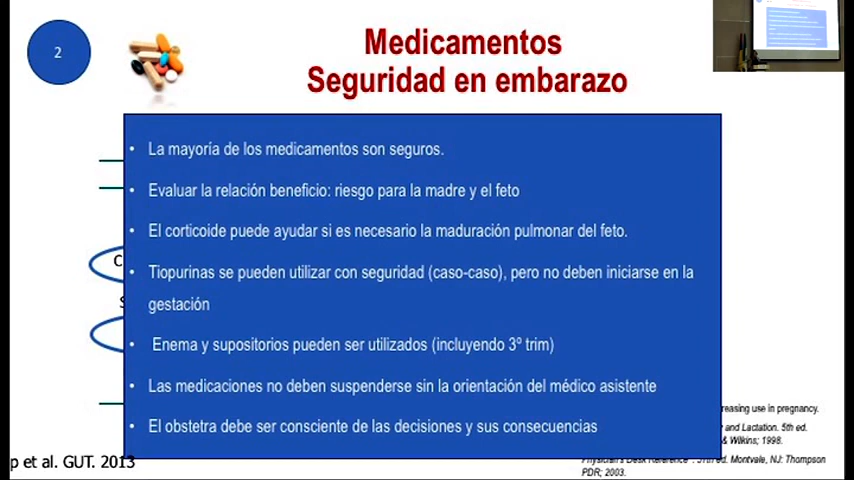 2
Medicamentos
Seguridad en embarazo
• La mayoría de los medicamentos son seguros.
• Evaluar la relación beneficio: riesgo para la madre y el feto
• El corticoide puede ayudar si es necesario la maduración pulmonar del feto.
• Tiopurinas se pueden utilizar con seguridad (caso-caso), pero no deben iniciarse en la
gestación
• Enema y supositorios pueden ser utilizados (incluyendo 3º trim)
• Las medicaciones no deben suspenderse sin la orientación del médico asistente
• El obstetra debe ser consciente de las decisiones y sus consecuencias
C
S
reasing use in pregnancy.
and Lactation. 5th ed.
& Wilkins; 1998.
p et al. GUT. 2013
Physician's Desk Reference . 57th ed. Montvale, NJ: Thompson
PDR; 2003.